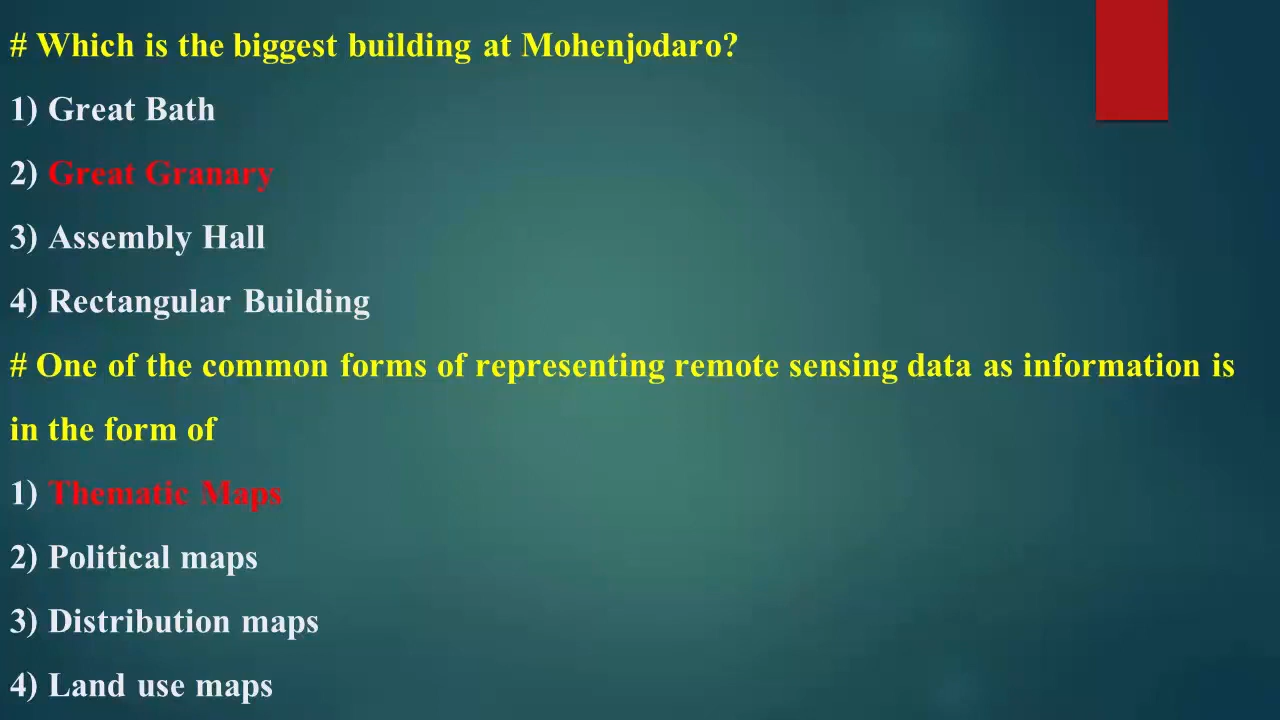 # Which is the biggest building at Mohenjodaro?
1) Great Bath
2) Great Granary
3) Assembly Hall
4) Rectangular Building
# One of the common forms of representing remote sensing data as information is
in the form of
1) Thematic Maps
2) Political maps
3) Distribution maps
4) Land use maps